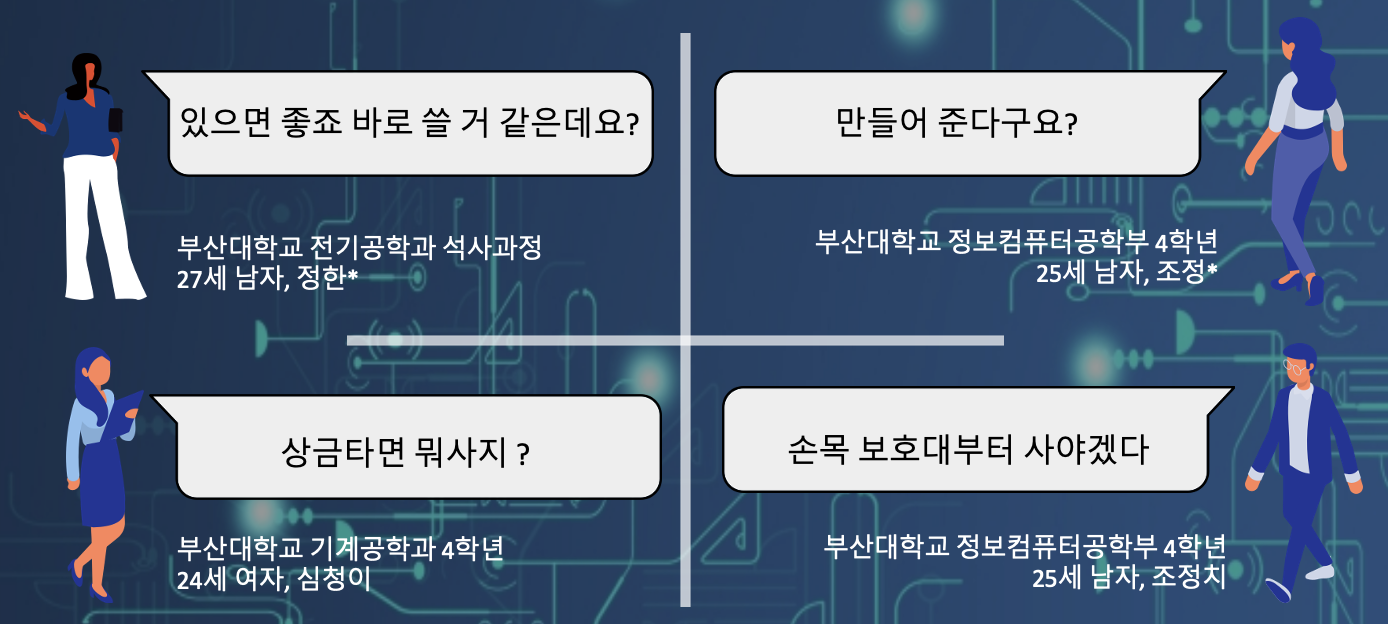 있으면 좋죠 바로 쓸 거 같은데요?
부산대학교 전기공학과 석사과정
27세 남자, 정한*
만들어 준다구요?
부산대학교 정보컴퓨터공학부 4학년
25세 남자, 조정*
상금타면 뭐사지 ?
부산대학교 기계공학과 4학년
24세 여자, 심청이
손목 보호대부터 사야겠다
부산대학교 정보컴퓨터공학부 4학년
25세 남자, 조정치